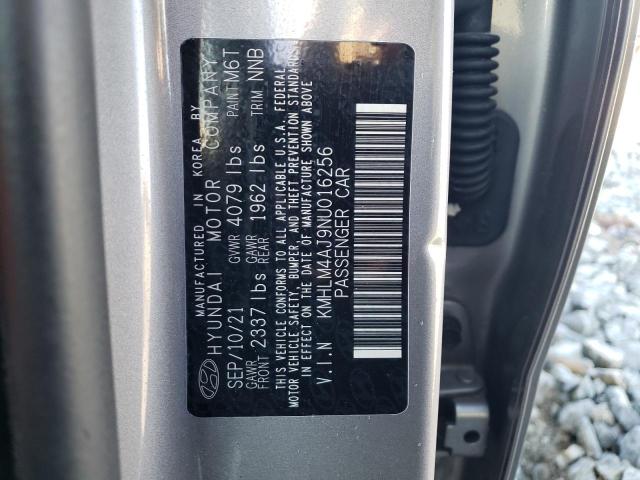 MANUFACTURED IN KOREA BY
HYUNDAI MOTOR COMPANY
SEP/10/21 GVWR 4079 lbs PAINT M6T
GAWR FRONT 2337 lbs GAWR REAR 1962 lbs TRIM NNB
THIS VEHICLE CONFORMS TO ALL APPLICABLE U.S.A. FEDERAL
MOTOR VEHICLE SAFETY, BUMPER, AND THEFT PREVENTION STANDARDS
IN EFFECT ON THE DATE OF MANUFACTURE SHOWN ABOVE
V.I.N KMHLM4AJ9NU016256
PASSENGER CAR